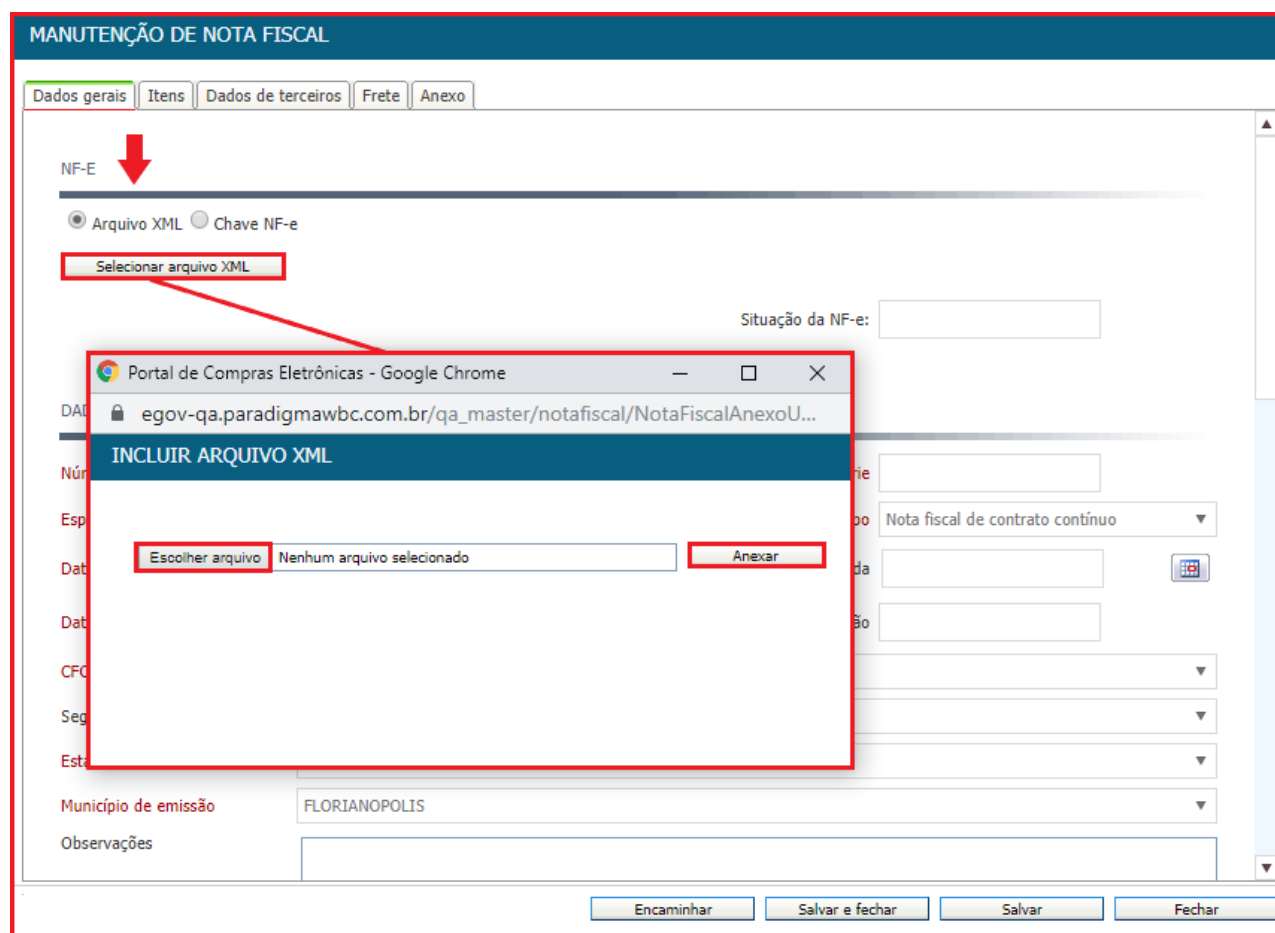 MANUTENÇÃO DE NOTA FISCAL
Dados gerais Itens Dados de terceiros Frete Anexo
NF-E
Arquivo XML Chave NF-e
Selecionar arquivo XML
Situação da NF-e:
Portal de Compras Eletrônicas - Google Chrome
egov-qa.paradigmawbc.com.br/qa_master/notafiscal/NotaFiscalAnexoU...
INCLUIR ARQUIVO XML
Escolher arquivo Nenhum arquivo selecionado Anexar
Nota fiscal de contrato contínuo
Município de emissão FLORIANOPOLIS
Observações
Encaminhar Salvar e fechar Salvar Fechar